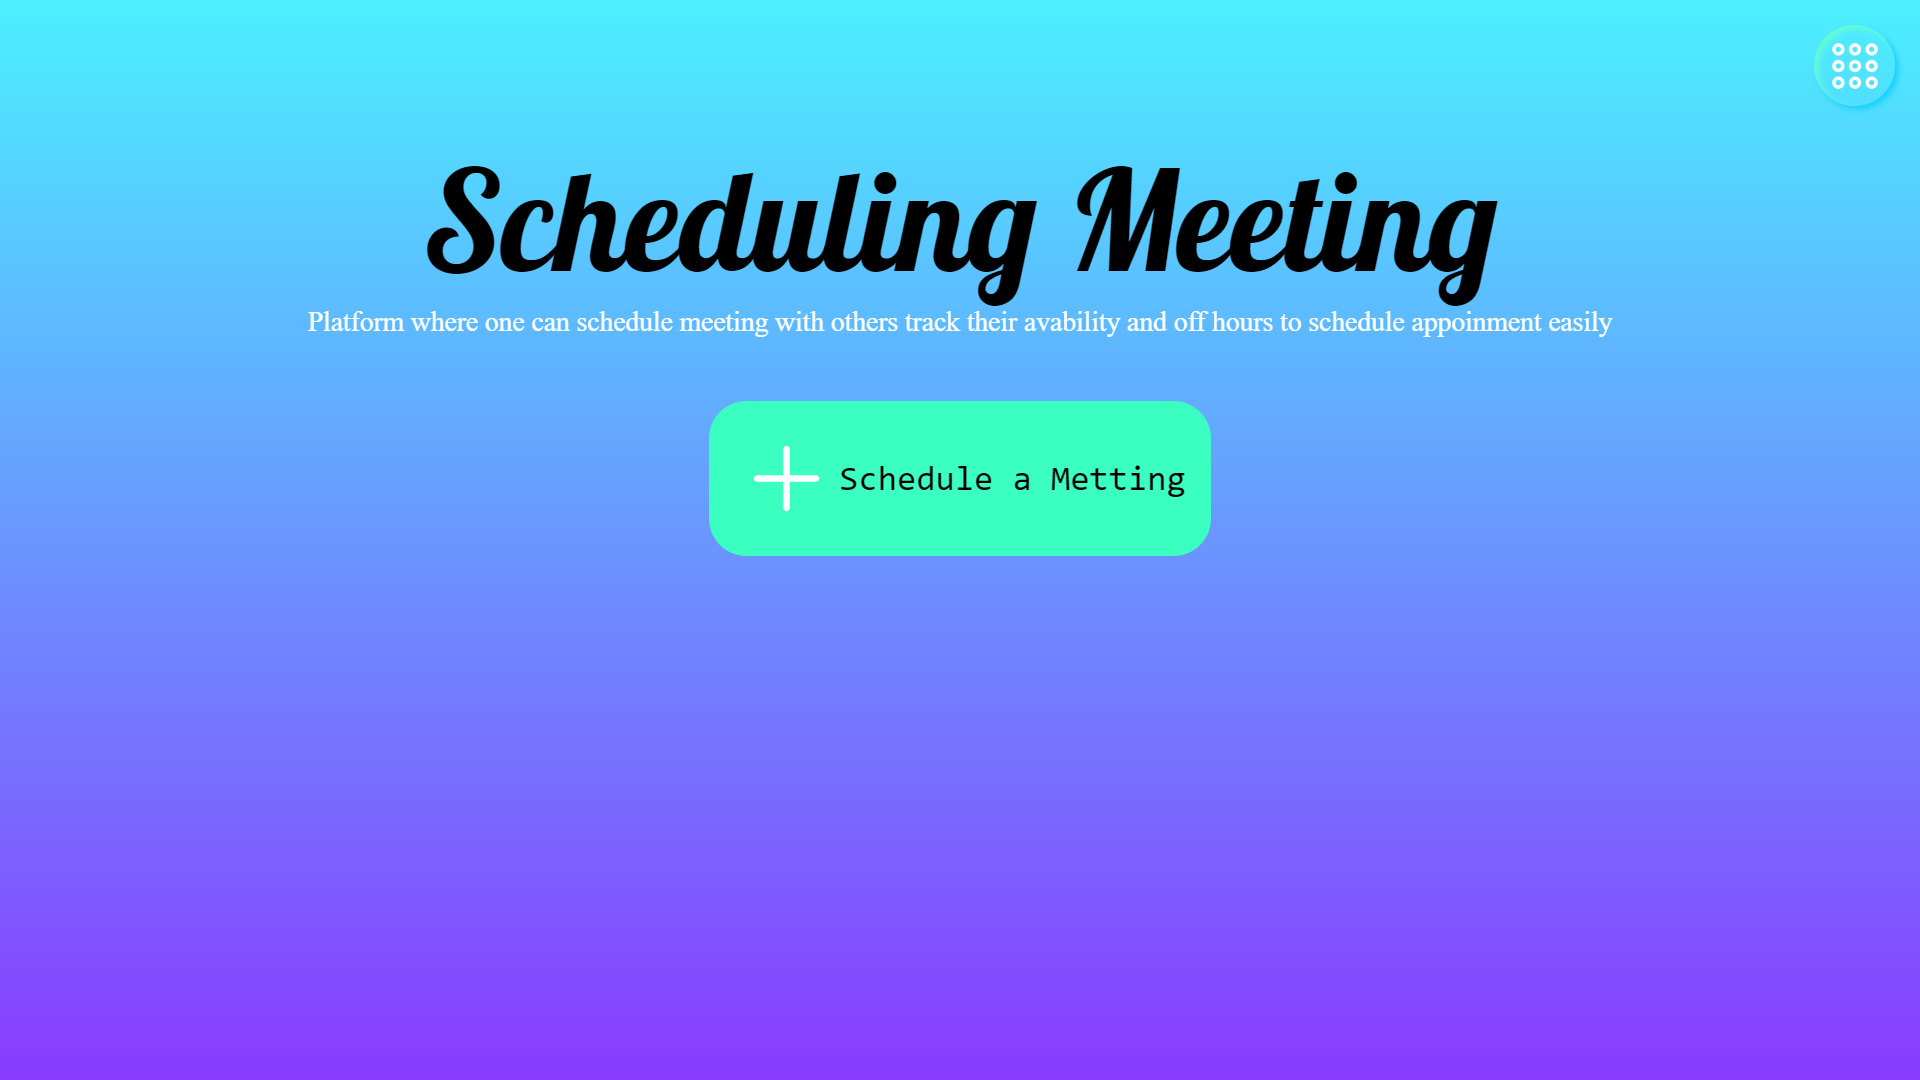 Scheduling Meeting
Platform where one can schedule meeting with others track their avability and off hours to schedule appoinment easily
Schedule a Metting